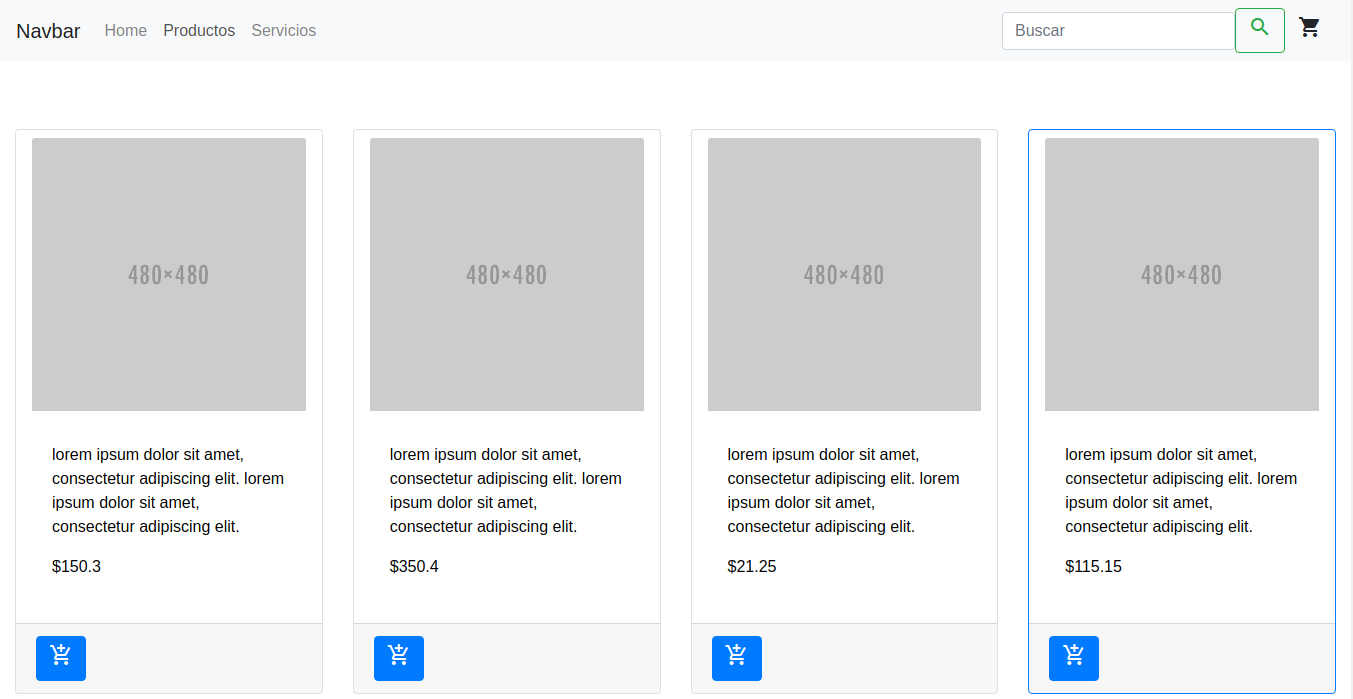 Navbar Home Productos Servicios Buscar
480×480 480×480 480×480 480×480
lorem ipsum dolor sit amet,
consectetur adipiscing elit. lorem
ipsum dolor sit amet,
consectetur adipiscing elit.
$150.3
lorem ipsum dolor sit amet,
consectetur adipiscing elit. lorem
ipsum dolor sit amet,
consectetur adipiscing elit.
$350.4
lorem ipsum dolor sit amet,
consectetur adipiscing elit. lorem
ipsum dolor sit amet,
consectetur adipiscing elit.
$21.25
lorem ipsum dolor sit amet,
consectetur adipiscing elit. lorem
ipsum dolor sit amet,
consectetur adipiscing elit.
$115.15